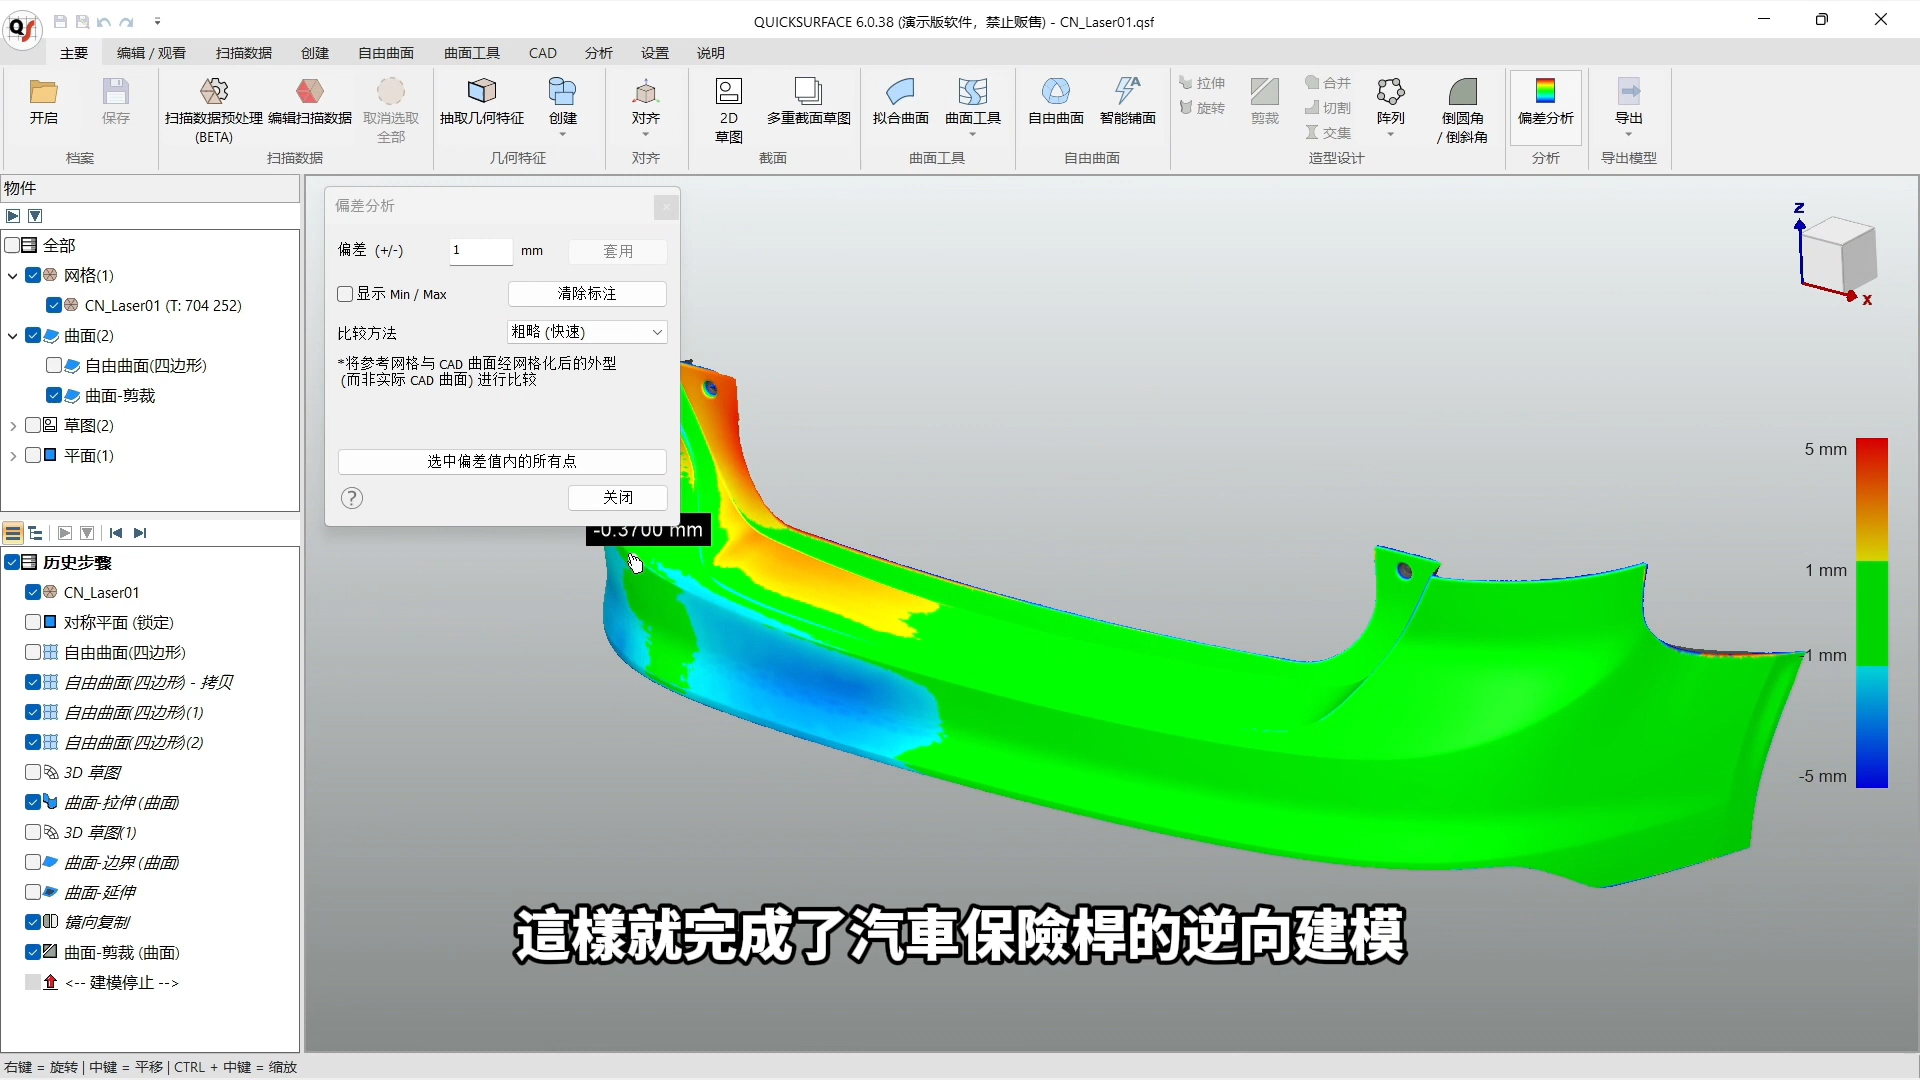 QUICKSURFACE 6.0.38 (演示版软件，禁止贩售) - CN_Laser01.qsf
主要 编辑 / 观看 扫描数据 创建 自由曲面 曲面工具 CAD 分析 设置 说明
开启 保存 扫描数据预处理 (BETA) 编辑扫描数据 取消选取 全部 抽取几何特征 创建 对齐 2D 草图 多重截面草图 拟合曲面 曲面工具 自由曲面 智能铺面 拉伸 旋转 剪裁 合并 切割 交集 阵列 倒圆角 / 倒斜角 偏差分析 导出
档案 扫描数据 几何特征 对齐 截面 曲面工具 自由曲面 造型设计 分析 导出模型
物件
全部
网格(1)
CN_Laser01 (T: 704 252)
曲面(2)
自由曲面(四边形)
曲面-剪裁
草图(2)
平面(1)
历史步骤
CN_Laser01
对称平面 (锁定)
自由曲面(四边形)
自由曲面(四边形) - 拷贝
自由曲面(四边形)(1)
自由曲面(四边形)(2)
3D 草图
曲面-拉伸 (曲面)
3D 草图(1)
曲面-边界 (曲面)
曲面-延伸
镜向复制
曲面-剪裁 (曲面)
<-- 建模停止 -->
偏差分析
偏差 (+/-) 1 mm 套用
显示 Min / Max 清除标注
比较方法 粗略 (快速)
*将参考网格与 CAD 曲面经网格化后的外型
(而非实际 CAD 曲面) 进行比较
选中偏差值内的所有点
? 关闭
-0.3700 mm
Z
X
5 mm
1 mm
-1 mm
-5 mm
這樣就完成了汽車保險桿的逆向建模
右键 = 旋转 | 中键 = 平移 | CTRL + 中键 = 缩放